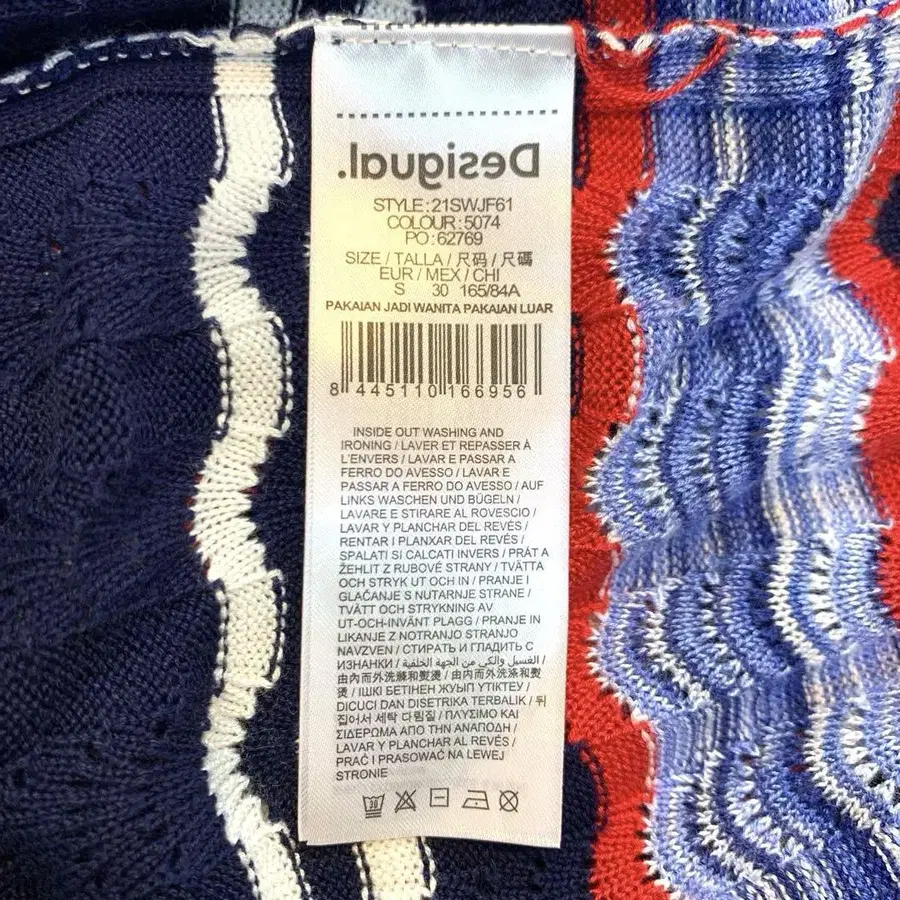 Desigual.
STYLE:21SWJF61
COLOUR:5074
PO:62769
SIZE / TALLA / 尺码 / 尺碼
EUR / MEX / CHI
S 30 165/84A
PAKAIAN JADI WANITA PAKAIAN LUAR
8 445110 166956
INSIDE OUT WASHING AND
IRONING / LAVER ET REPASSER À
L'ENVERS / LAVAR E PASSAR A
FERRO DO AVESSO / LAVAR E
PASSAR A FERRO DO AVESSO / AUF
LINKS WASCHEN UND BÜGELN /
LAVARE E STIRARE AL ROVESCIO /
LAVAR Y PLANCHAR DEL REVÉS /
RENTAR I PLANXAR DEL REVÉS /
SPALATI SI CALCATI INVERS / PRÁT A
ŽEHLIT Z RUBOVÉ STRANY / TVÄTTA
OCH STRYK UT OCH IN / PRANJE I
GLAČANJE S NUTARNJE STRANE /
TVÄTT OCH STRYKNING AV
UT-OCH-INVÄNT PLAGG / PRANJE IN
LIKANJE Z NOTRANJO STRANJO
NAVZVEN / СТИРАТЬ И ГЛАДИТЬ С
ИЗНАНКИ / الغسيل والكي من الجهة الخلفية /
由內而外洗滌和熨燙 / 由内而外洗涤和熨
烫 / ІШКІ БЕТІНЕН ЖУЫП ҮТІКТЕУ /
DICUCI DAN DISETRIKA TERBALIK / 뒤
집어서 세탁 다림질 / ΠΛΥΣΙΜΟ ΚΑΙ
ΣΙΔΕΡΩΜΑ ΑΠΟ ΤΗΝ ΑΝΑΠΟΔΗ /
LAVAR Y PLANCHAR AL REVÉS /
PRAĆ I PRASOWAĆ NA LEWEJ
STRONIE
30